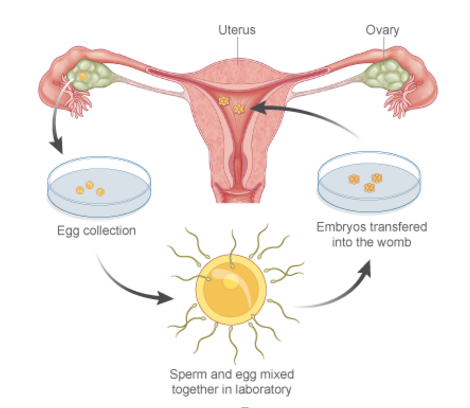 Uterus
Ovary
Egg collection
Embryos transfered
into the womb
Sperm and egg mixed
together in laboratory